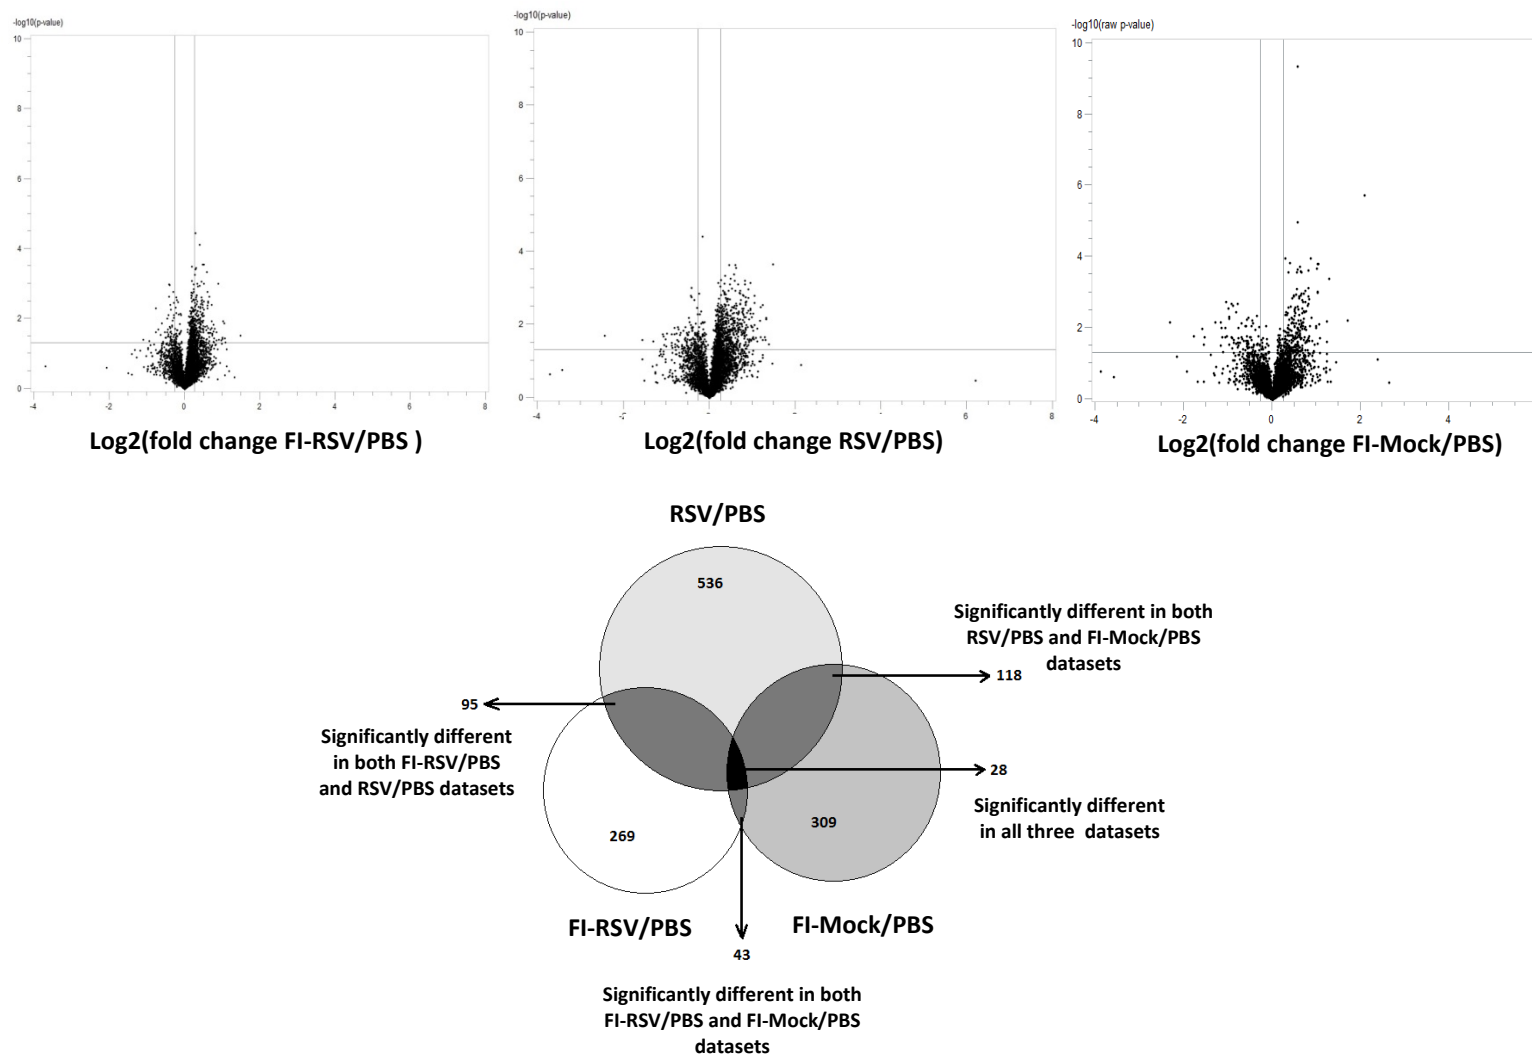 -log10(p-value)
10
8
6
4
2
0
-4
-2
0
2
4
6
8
Log2(fold change FI-RSV/PBS )
-log10(p-value)
10
8
6
4
2
0
-4
-2
0
2
6
8
Log2(fold change RSV/PBS)
-log10(raw p-value)
10
8
6
4
2
0
-4
-2
0
2
4
Log2(fold change FI-Mock/PBS)
RSV/PBS
536
Significantly different in both
RSV/PBS and FI-Mock/PBS
datasets
118
95
Significantly different
in both FI-RSV/PBS
and RSV/PBS datasets
28
Significantly different
in all three datasets
269
309
FI-RSV/PBS
FI-Mock/PBS
43
Significantly different in both
FI-RSV/PBS and FI-Mock/PBS
datasets